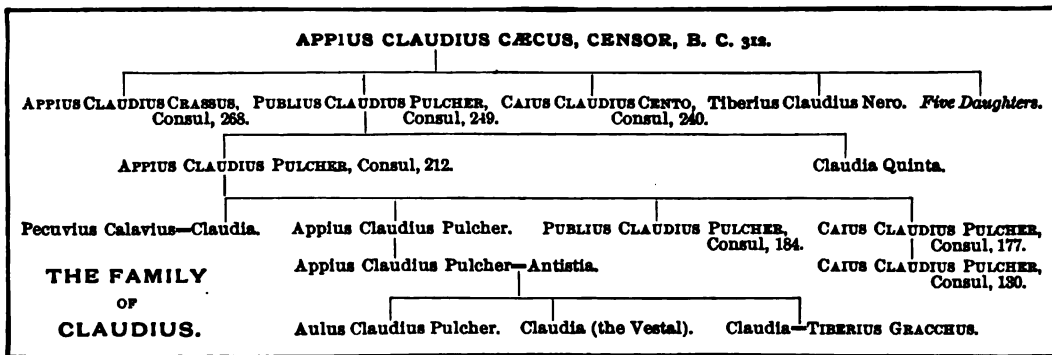 APPIUS CLAUDIUS CÆCUS, CENSOR, B. C. 312.
APPIUS CLAUDIUS CRASSUS, PUBLIUS CLAUDIUS PULCHER, CAIUS CLAUDIUS CENTO, Tiberius Claudius Nero. Five Daughters.
Consul, 268. Consul, 249. Consul, 240.
APPIUS CLAUDIUS PULCHER, Consul, 212. Claudia Quinta.
Pecuvius Calavius=Claudia. Appius Claudius Pulcher. PUBLIUS CLAUDIUS PULCHER, CAIUS CLAUDIUS PULCHER,
Consul, 184. Consul, 177.
Appius Claudius Pulcher=Antistia. CAIUS CLAUDIUS PULCHER,
Consul, 130.
THE FAMILY
OF
CLAUDIUS.
Aulus Claudius Pulcher. Claudia (the Vestal). Claudia=TIBERIUS GRACCHUS.